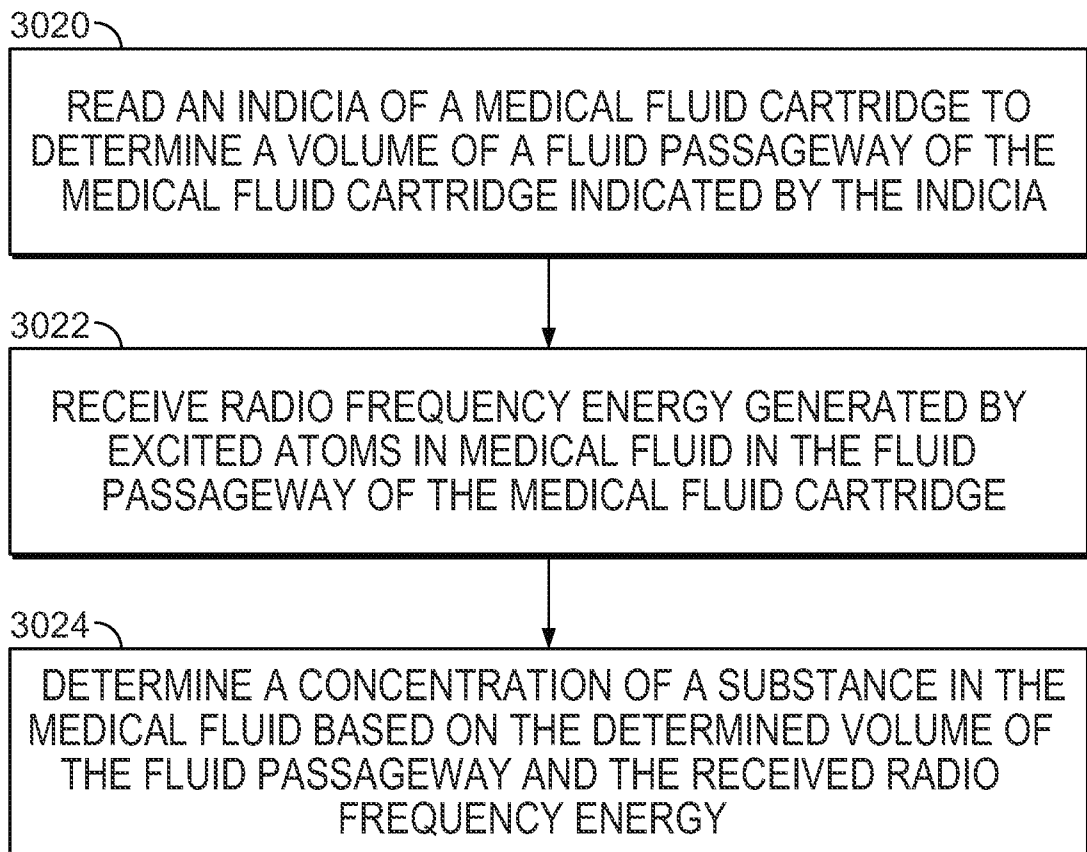 3020
READ AN INDICIA OF A MEDICAL FLUID CARTRIDGE TO
DETERMINE A VOLUME OF A FLUID PASSAGEWAY OF THE
MEDICAL FLUID CARTRIDGE INDICATED BY THE INDICIA
3022
RECEIVE RADIO FREQUENCY ENERGY GENERATED BY
EXCITED ATOMS IN MEDICAL FLUID IN THE FLUID
PASSAGEWAY OF THE MEDICAL FLUID CARTRIDGE
3024
DETERMINE A CONCENTRATION OF A SUBSTANCE IN THE
MEDICAL FLUID BASED ON THE DETERMINED VOLUME OF
THE FLUID PASSAGEWAY AND THE RECEIVED RADIO
FREQUENCY ENERGY